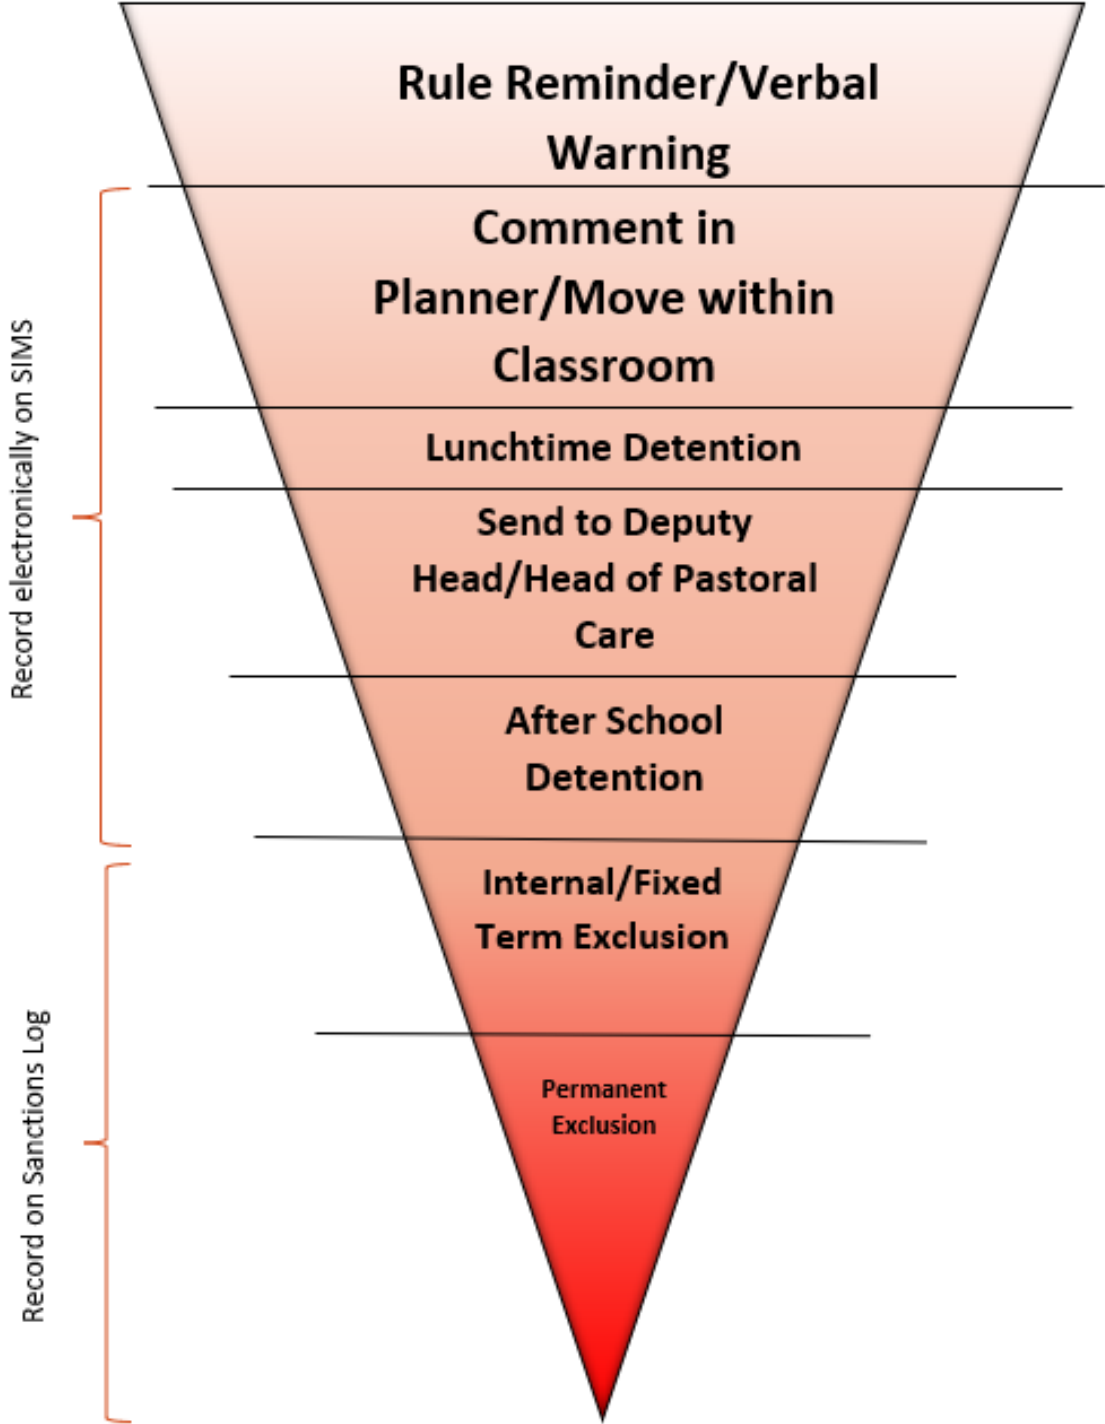 Rule Reminder/Verbal
Warning
Comment in
Planner/Move within
Classroom
Lunchtime Detention
Send to Deputy
Head/Head of Pastoral
Care
After School
Detention
Internal/Fixed
Term Exclusion
Permanent
Exclusion
Record electronically on SIMS
Record on Sanctions Log